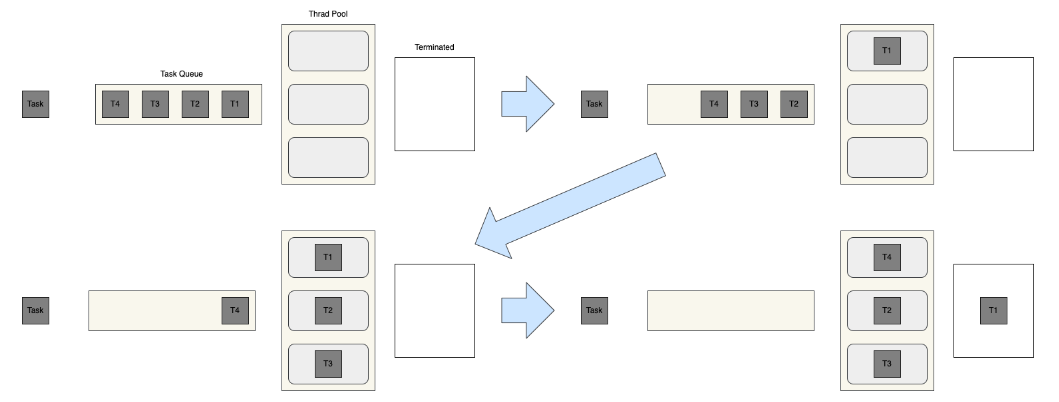 Thrad Pool
Terminated
Task Queue
Task
T4 T3 T2 T1
T1
Task
T4 T3 T2
Task
T4
T1
T2
T3
Task
T4
T2
T3
T1